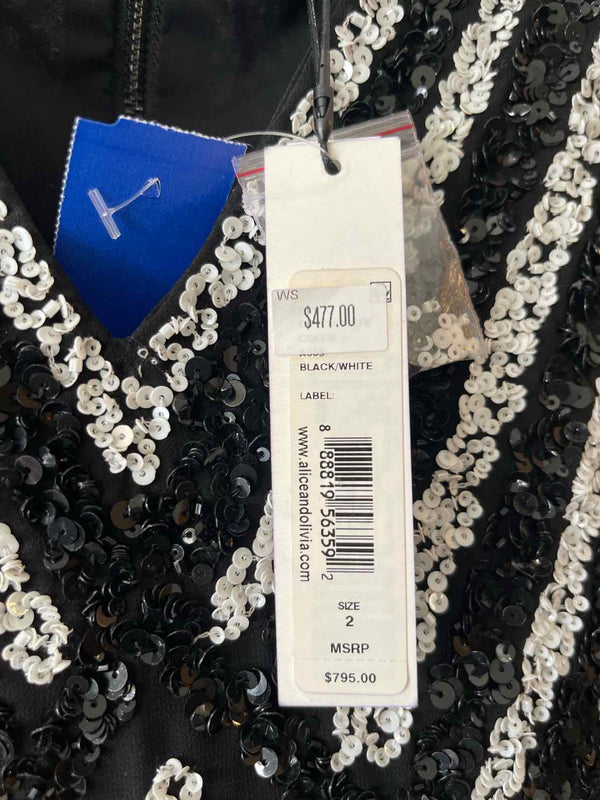 WS
$477.00
BLACK/WHITE
LABEL:
8 88819 56359 2
www.aliceandolivia.com
SIZE
2
MSRP
$795.00